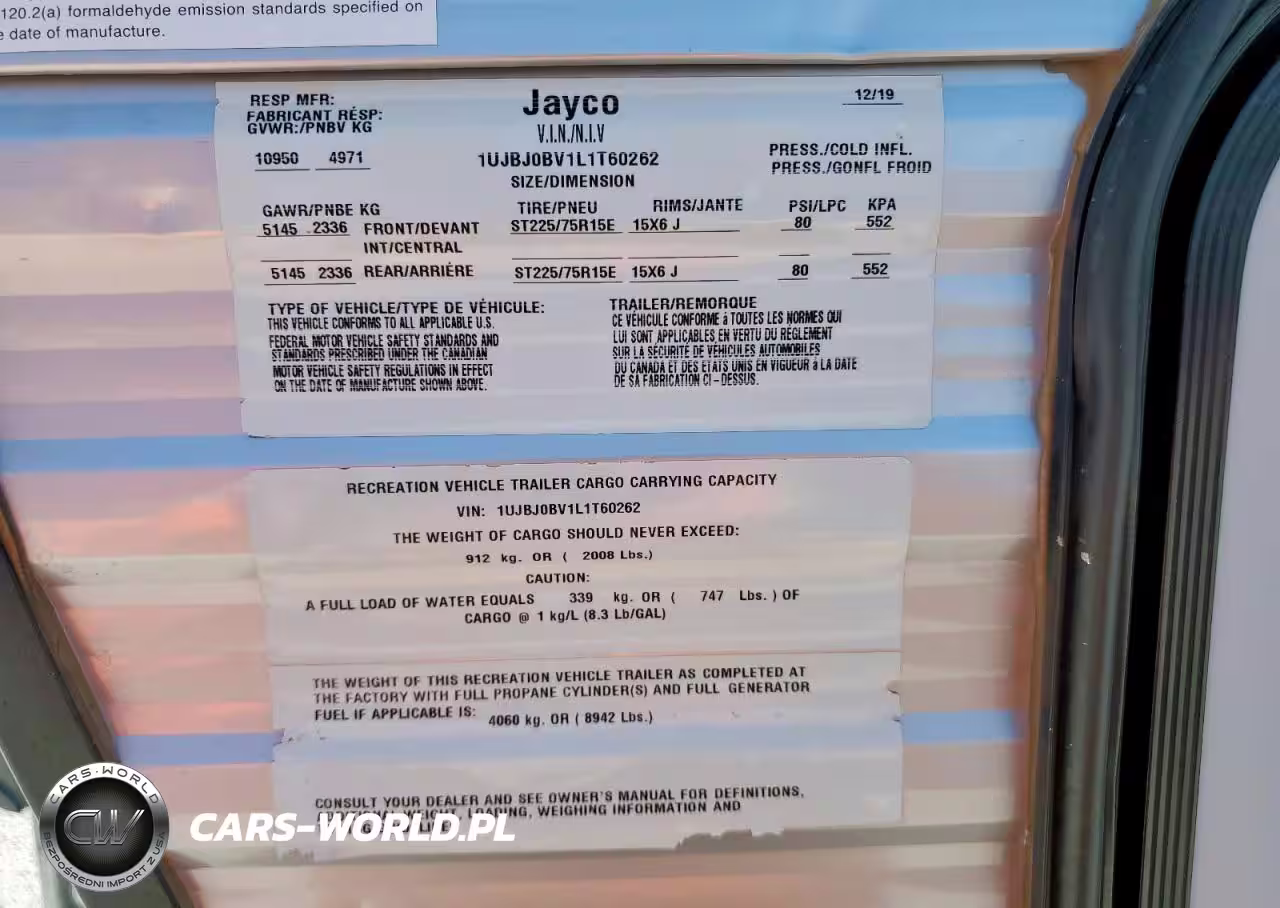 120.2(a) formaldehyde emission standards specified on
e date of manufacture.
RESP MFR:
FABRICANT RÉSP:
GVWR:/PNBV KG
10950 4971
Jayco
V.I.N./N.I.V
1UJBJ0BV1L1T60262
SIZE/DIMENSION
12/19
PRESS./COLD INFL.
PRESS./GONFL FROID
GAWR/PNBE KG TIRE/PNEU RIMS/JANTE PSI/LPC KPA
5145 2336 FRONT/DEVANT ST225/75R15E 15X6 J 80 552
INT/CENTRAL
5145 2336 REAR/ARRIÈRE ST225/75R15E 15X6 J 80 552
TYPE OF VEHICLE/TYPE DE VÉHICULE:
THIS VEHICLE CONFORMS TO ALL APPLICABLE U.S.
FEDERAL MOTOR VEHICLE SAFETY STANDARDS AND
STANDARDS PRESCRIBED UNDER THE CANADIAN
MOTOR VEHICLE SAFETY REGULATIONS IN EFFECT
ON THE DATE OF MANUFACTURE SHOWN ABOVE.
TRAILER/REMORQUE
CE VÉHICULE CONFORME à TOUTES LES NORMES QUI
LUI SONT APPLICABLES EN VERTU DU RÉGLEMENT
SUR LA SÉCURITÉ DE VÉHICULES AUTOMOBILES
DU CANADA ET DES ETATS UNIS EN VIGUEUR à LA DATE
DE SA FABRICATION CI-DESSUS.
RECREATION VEHICLE TRAILER CARGO CARRYING CAPACITY
VIN: 1UJBJ0BV1L1T60262
THE WEIGHT OF CARGO SHOULD NEVER EXCEED:
912 kg. OR ( 2008 Lbs.)
CAUTION:
A FULL LOAD OF WATER EQUALS 339 kg. OR ( 747 Lbs. ) OF
CARGO @ 1 kg/L (8.3 Lb/GAL)
THE WEIGHT OF THIS RECREATION VEHICLE TRAILER AS COMPLETED AT
THE FACTORY WITH FULL PROPANE CYLINDER(S) AND FULL GENERATOR
FUEL IF APPLICABLE IS: 4060 kg. OR ( 8942 Lbs.)
CONSULT YOUR DEALER AND SEE OWNER'S MANUAL FOR DEFINITIONS,
WEIGHT, LOADING, WEIGHING INFORMATION AND
CARS-WORLD
CW
BEZPOŚREDNI IMPORT Z USA
CARS-WORLD.PL